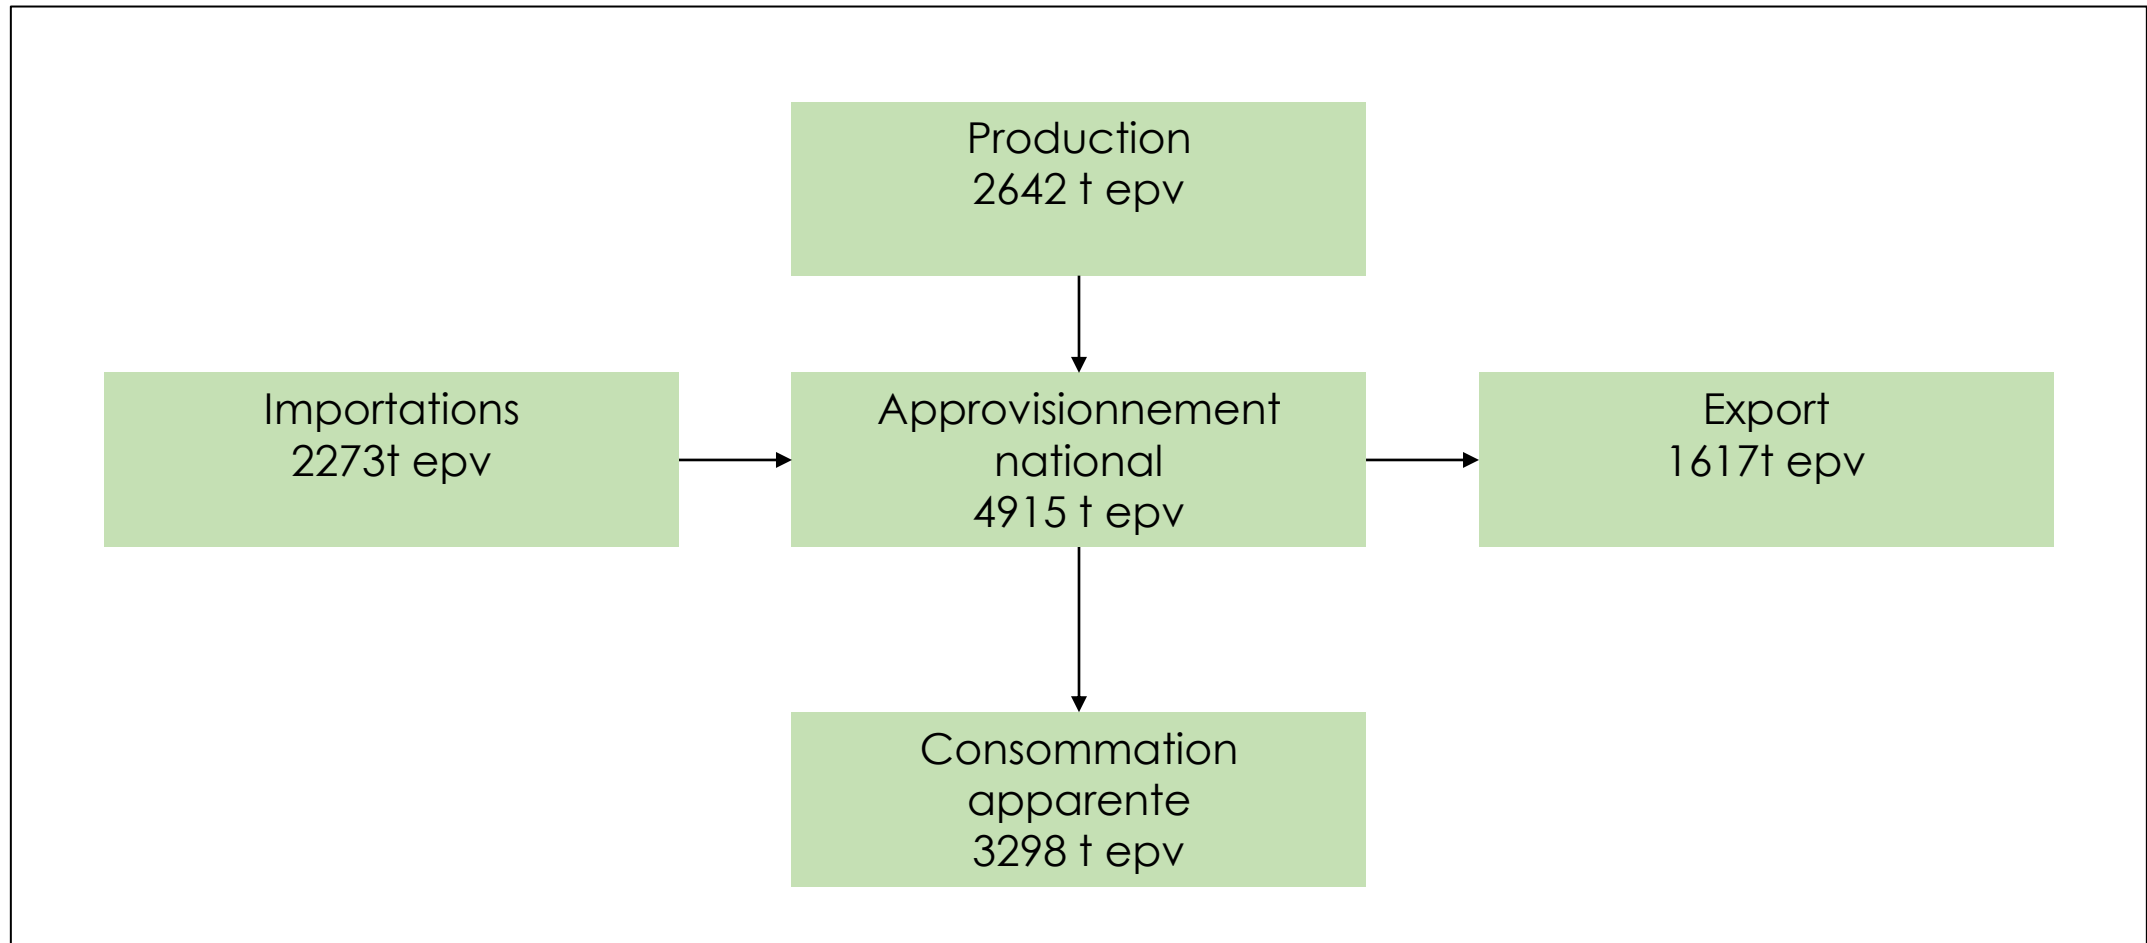 Production
2642 t epv
Importations
2273t epv
Approvisionnement
national
4915 t epv
Export
1617t epv
Consommation
apparente
3298 t epv